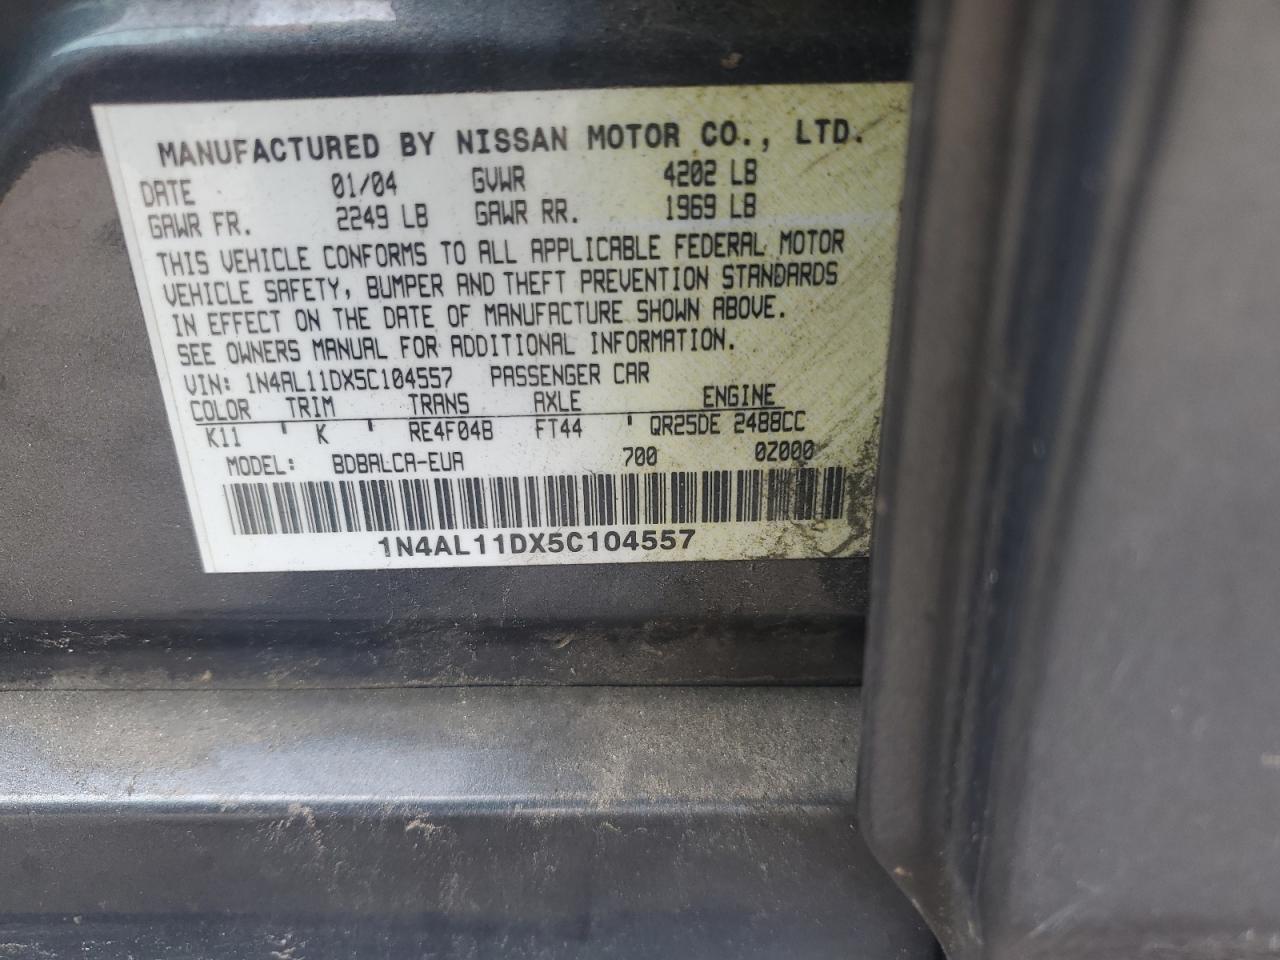 MANUFACTURED BY NISSAN MOTOR CO., LTD.
DATE 01/04 GVWR 4202 LB
GAWR FR. 2249 LB GAWR RR. 1969 LB
THIS VEHICLE CONFORMS TO ALL APPLICABLE FEDERAL MOTOR
VEHICLE SAFETY, BUMPER AND THEFT PREVENTION STANDARDS
IN EFFECT ON THE DATE OF MANUFACTURE SHOWN ABOVE.
SEE OWNERS MANUAL FOR ADDITIONAL INFORMATION.
VIN: 1N4AL11DX5C104557 PASSENGER CAR
COLOR TRIM TRANS AXLE ENGINE
K11 ' K ' RE4F04B FT44 ' QR25DE 2488CC
MODEL: BDBALCA-EUA 700 0Z000
1N4AL11DX5C104557